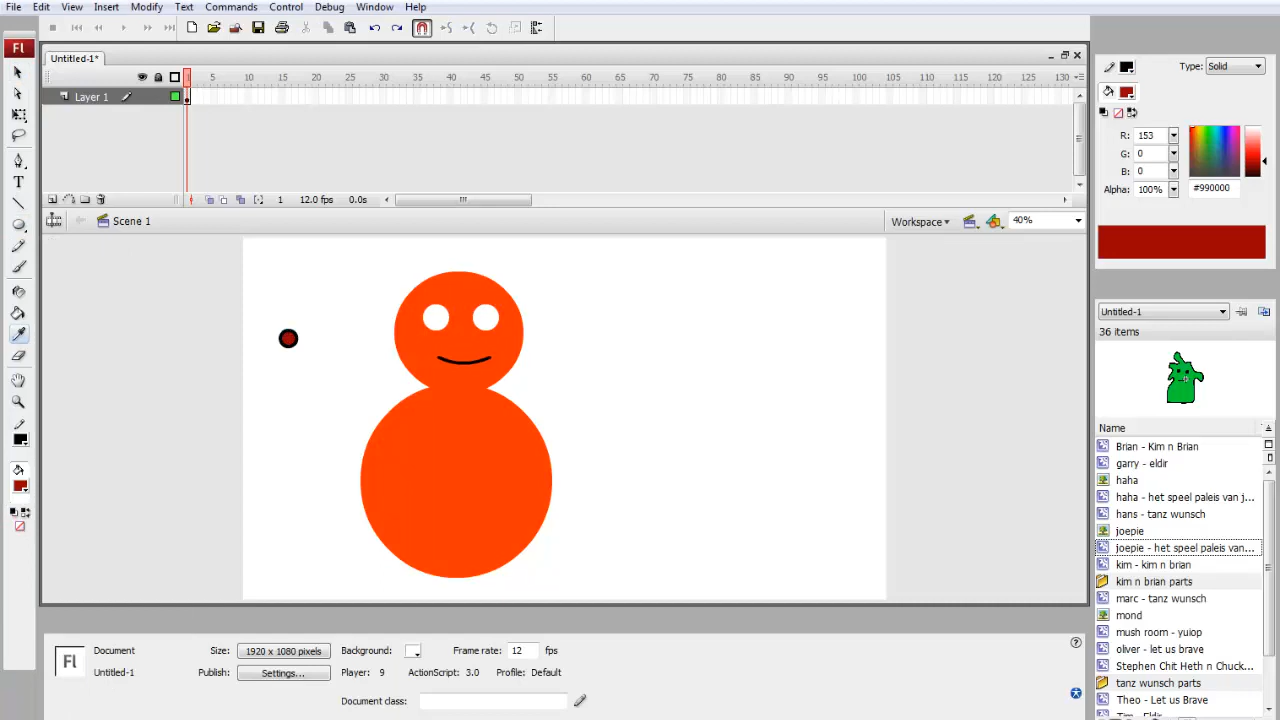 File Edit View Insert Modify Text Commands Control Debug Window Help
Fl
Untitled-1*
5 10 15 20 25 30 35 40 45 50 55 60 65 70 75 80 85 90 95 100 105 110 115 120 125 130
Layer 1
1 12.0 fps 0.0s
Scene 1
Workspace
40%
Type: Solid
R: 153
G: 0
B: 0
Alpha: 100%
#990000
Untitled-1
36 items
Name
Brian - Kim n Brian
garry - eldir
haha
haha - het speel paleis van j...
hans - tanz wunsch
joepie
joepie - het speel paleis van...
kim - kim n brian
kim n brian parts
marc - tanz wunsch
mond
mush room - yuiop
oliver - let us brave
Stephen Chit Heth n Chuck...
tanz wunsch parts
Theo - Let us Brave
Fl
Document
Untitled-1
Size: 1920 x 1080 pixels
Background:
Frame rate: 12 fps
Publish: Settings...
Player: 9 ActionScript: 3.0 Profile: Default
Document class: